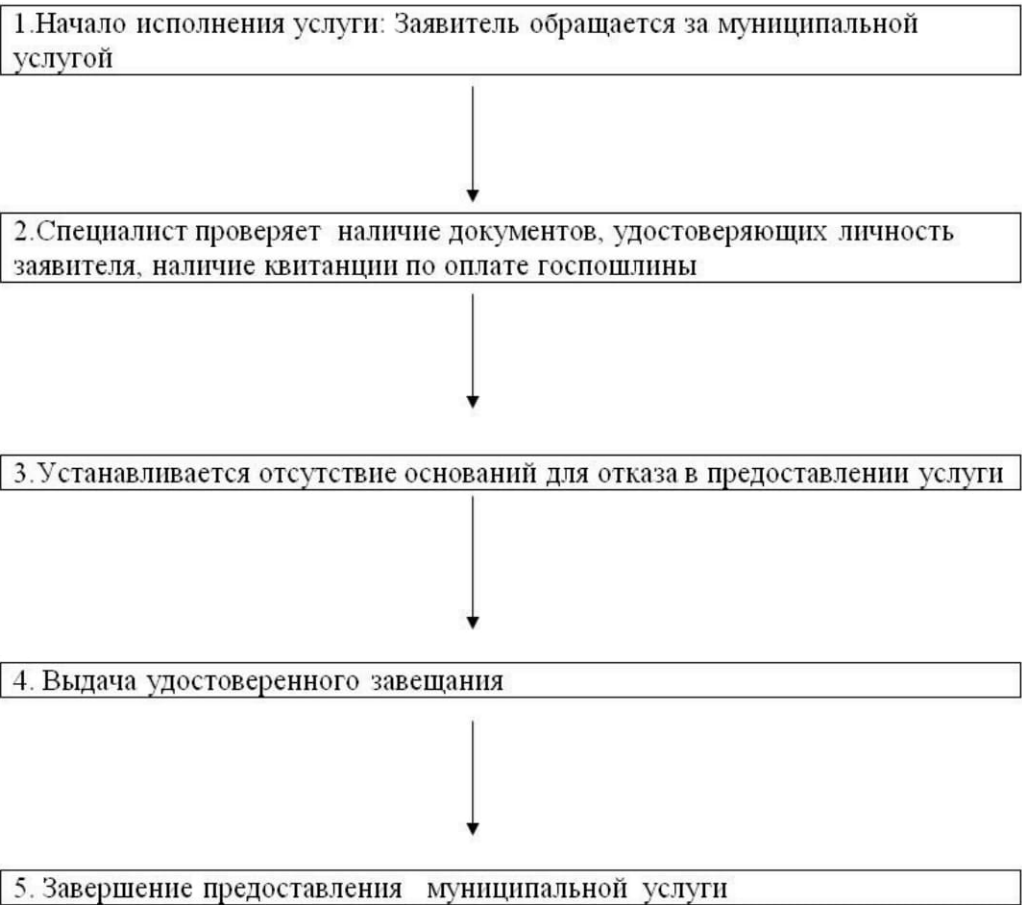 1.Начало исполнения услуги: Заявитель обращается за муниципальной
услугой
2.Специалист проверяет наличие документов, удостоверяющих личность
заявителя, наличие квитанции по оплате госпошлины
3.Устанавливается отсутствие оснований для отказа в предоставлении услуги
4. Выдача удостоверенного завещания
5. Завершение предоставления муниципальной услуги